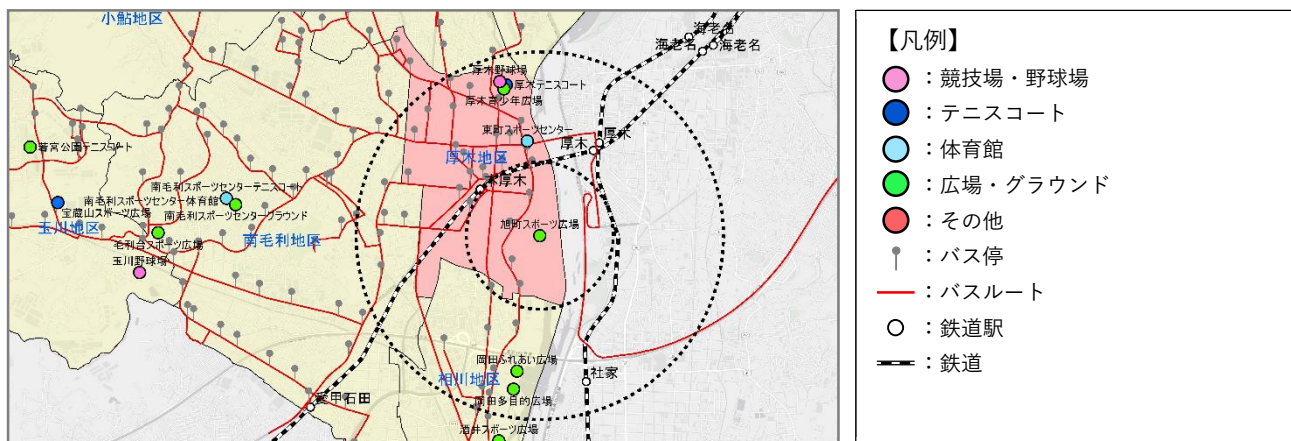 小鮎地区
海老名
海老名
海老名
厚木野球場
厚木テニスコート
厚木青少年広場
東町スポーツセンター
厚木
厚木
厚木地区
本厚木
若宮公園テニスコート
南毛利スポーツセンターテニスコート
南毛利スポーツセンター体育館
宝蔵山スポーツ広場
南毛利スポーツセンターグラウンド
玉川地区
南毛利地区
毛利台スポーツ広場
玉川野球場
旭町スポーツ広場
岡田ふれあい広場
相川地区
社家
岡田多目的広場
愛甲石田
酒井スポーツ広場
【凡例】
：競技場・野球場
：テニスコート
：体育館
：広場・グラウンド
：その他
：バス停
：バスルート
：鉄道駅
：鉄道